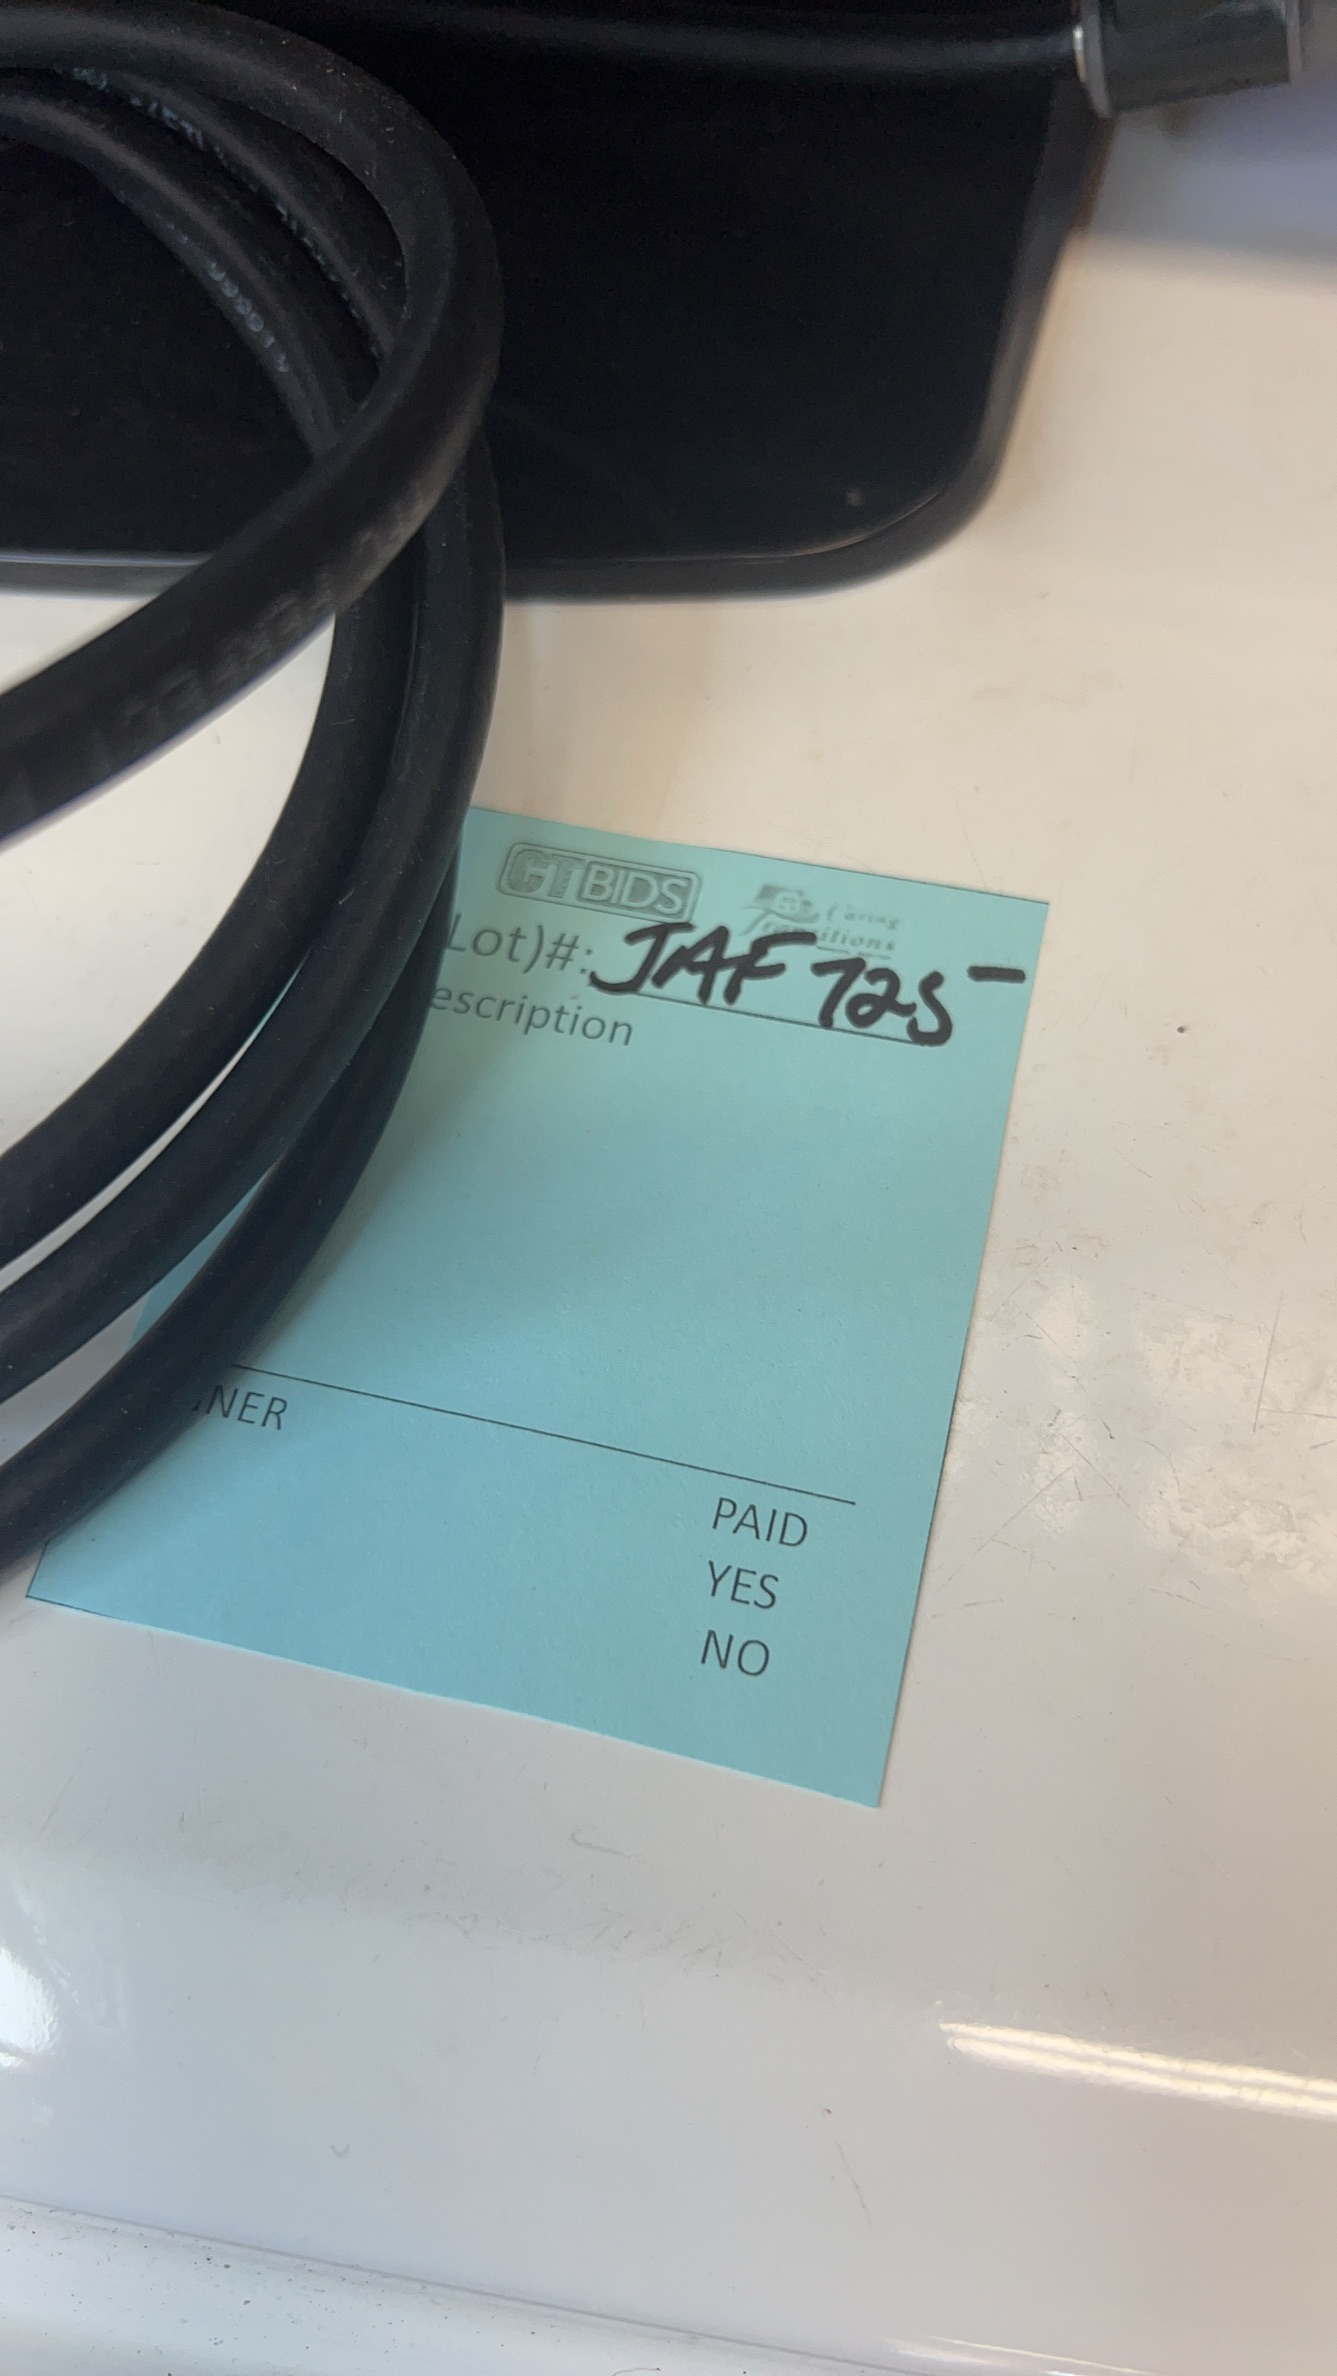 CTBIDS
Caring
Transitions
Lot)#: JAF 725
escription
NER
PAID
YES
NO